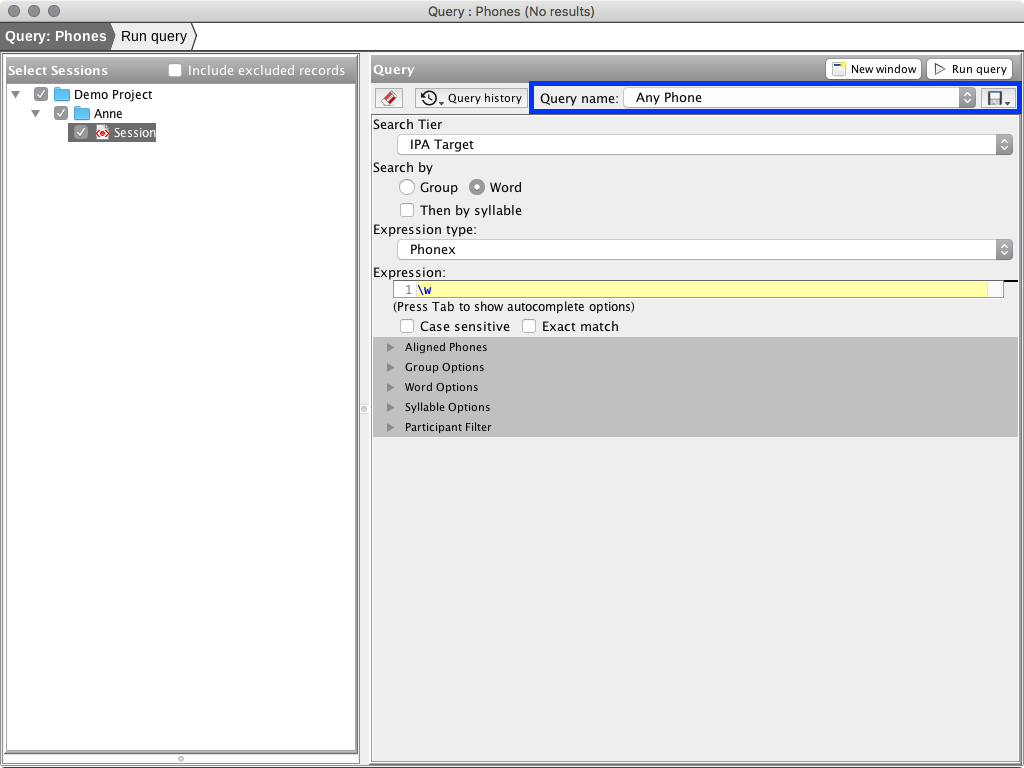 Query : Phones (No results)
Query: Phones Run query
Select Sessions Include excluded records
Demo Project
Anne
Session
Query New window Run query
Query history Query name: Any Phone
Search Tier
IPA Target
Search by
Group Word
Then by syllable
Expression type:
Phonex
Expression:
1 \w
(Press Tab to show autocomplete options)
Case sensitive Exact match
Aligned Phones
Group Options
Word Options
Syllable Options
Participant Filter